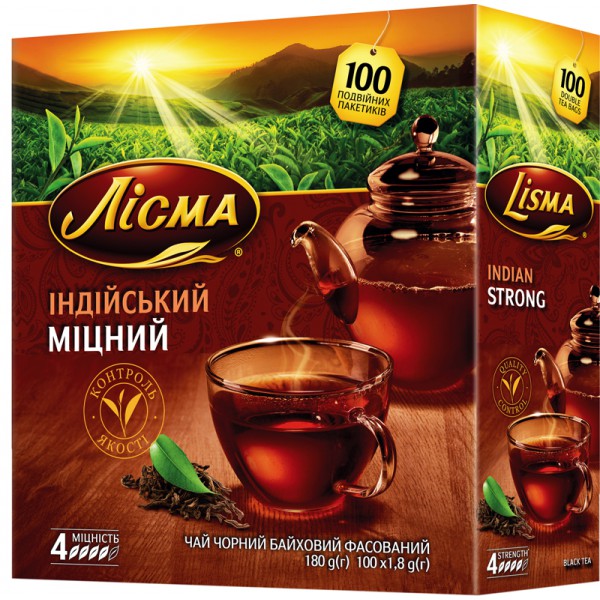 100
ПОДВІЙНИХ
ПАКЕТИКІВ
Лісма
®
ІНДІЙСЬКИЙ
МІЦНИЙ
КОНТРОЛЬ
ЯКОСТІ
4 МІЦНІСТЬ
ЧАЙ ЧОРНИЙ БАЙХОВИЙ ФАСОВАНИЙ
180 g(г) 100 x 1,8 g(г)
100
DOUBLE
TEA BAGS
Lisma
®
INDIAN
STRONG
QUALITY
CONTROL
4 STRENGTH
BLACK TEA